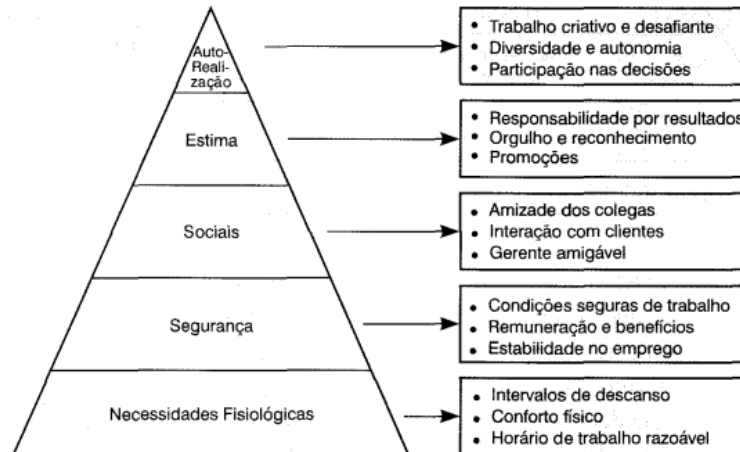 Auto-
Reali-
zação
• Trabalho criativo e desafiante
• Diversidade e autonomia
• Participação nas decisões
Estima
• Responsabilidade por resultados
• Orgulho e reconhecimento
• Promoções
Sociais
• Amizade dos colegas
• Interação com clientes
• Gerente amigável
Segurança
• Condições seguras de trabalho
• Remuneração e benefícios
• Estabilidade no emprego
Necessidades Fisiológicas
• Intervalos de descanso
• Conforto físico
• Horário de trabalho razoável